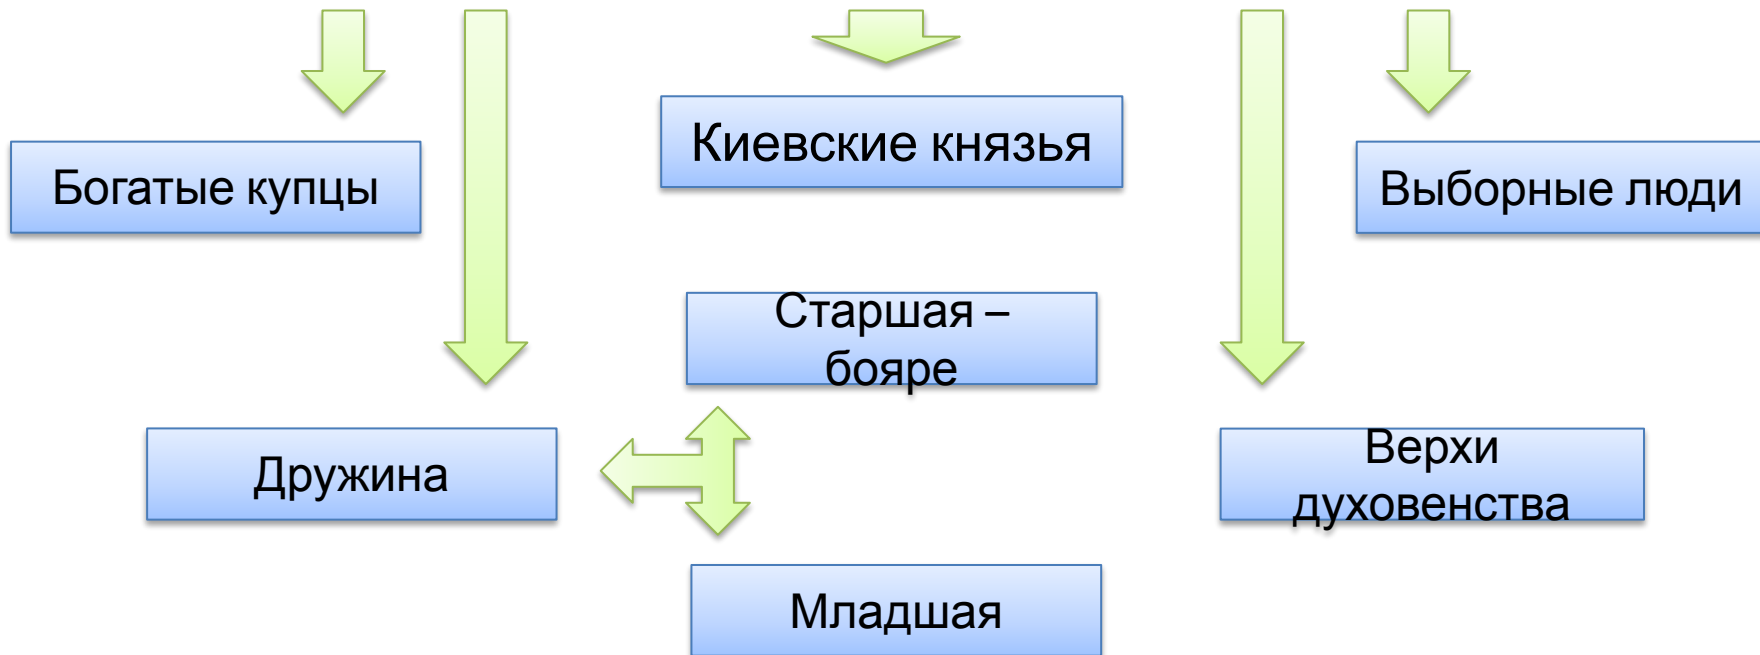 Киевские князья
Богатые купцы
Выборные люди
Старшая –
бояре
Дружина
Верхи
духовенства
Младшая